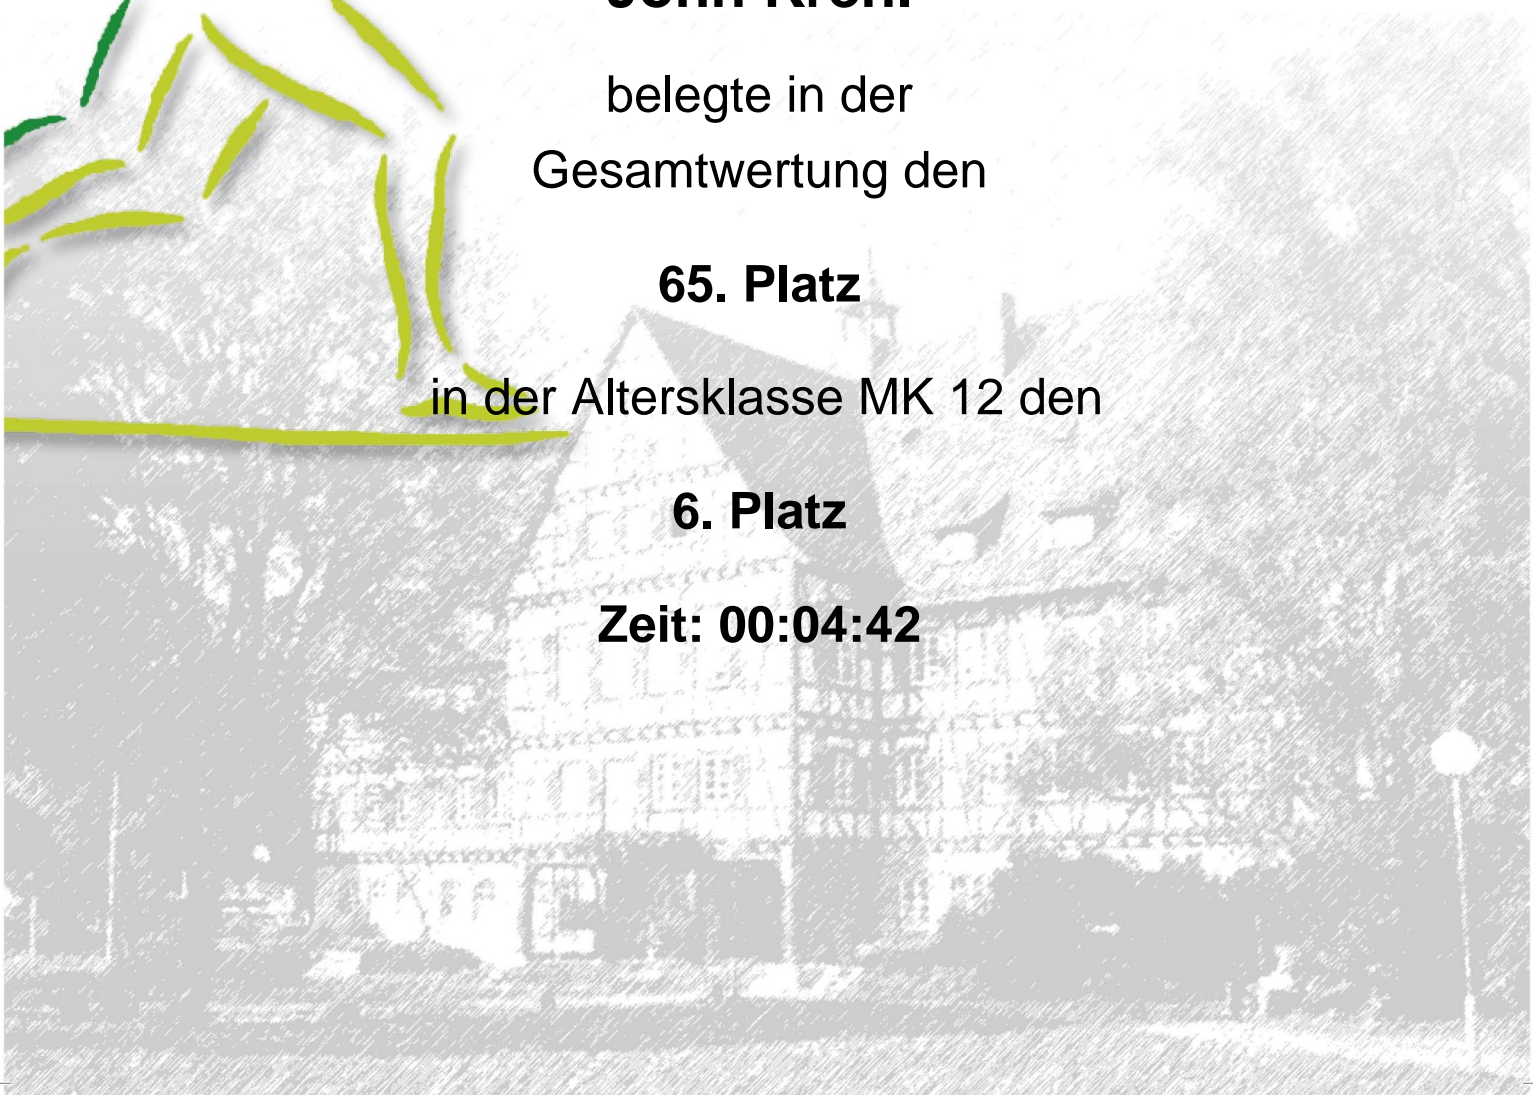 belegte in der
Gesamtwertung den
65. Platz
in der Altersklasse MK 12 den
6. Platz
Zeit: 00:04:42